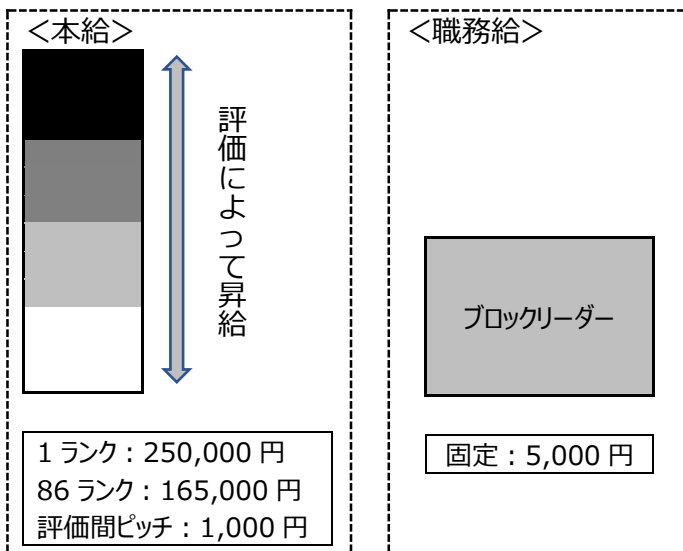 ＜本給＞
評価によって昇給
1 ランク：250,000 円
86 ランク：165,000 円
評価間ピッチ：1,000 円
＜職務給＞
ブロックリーダー
固定：5,000 円